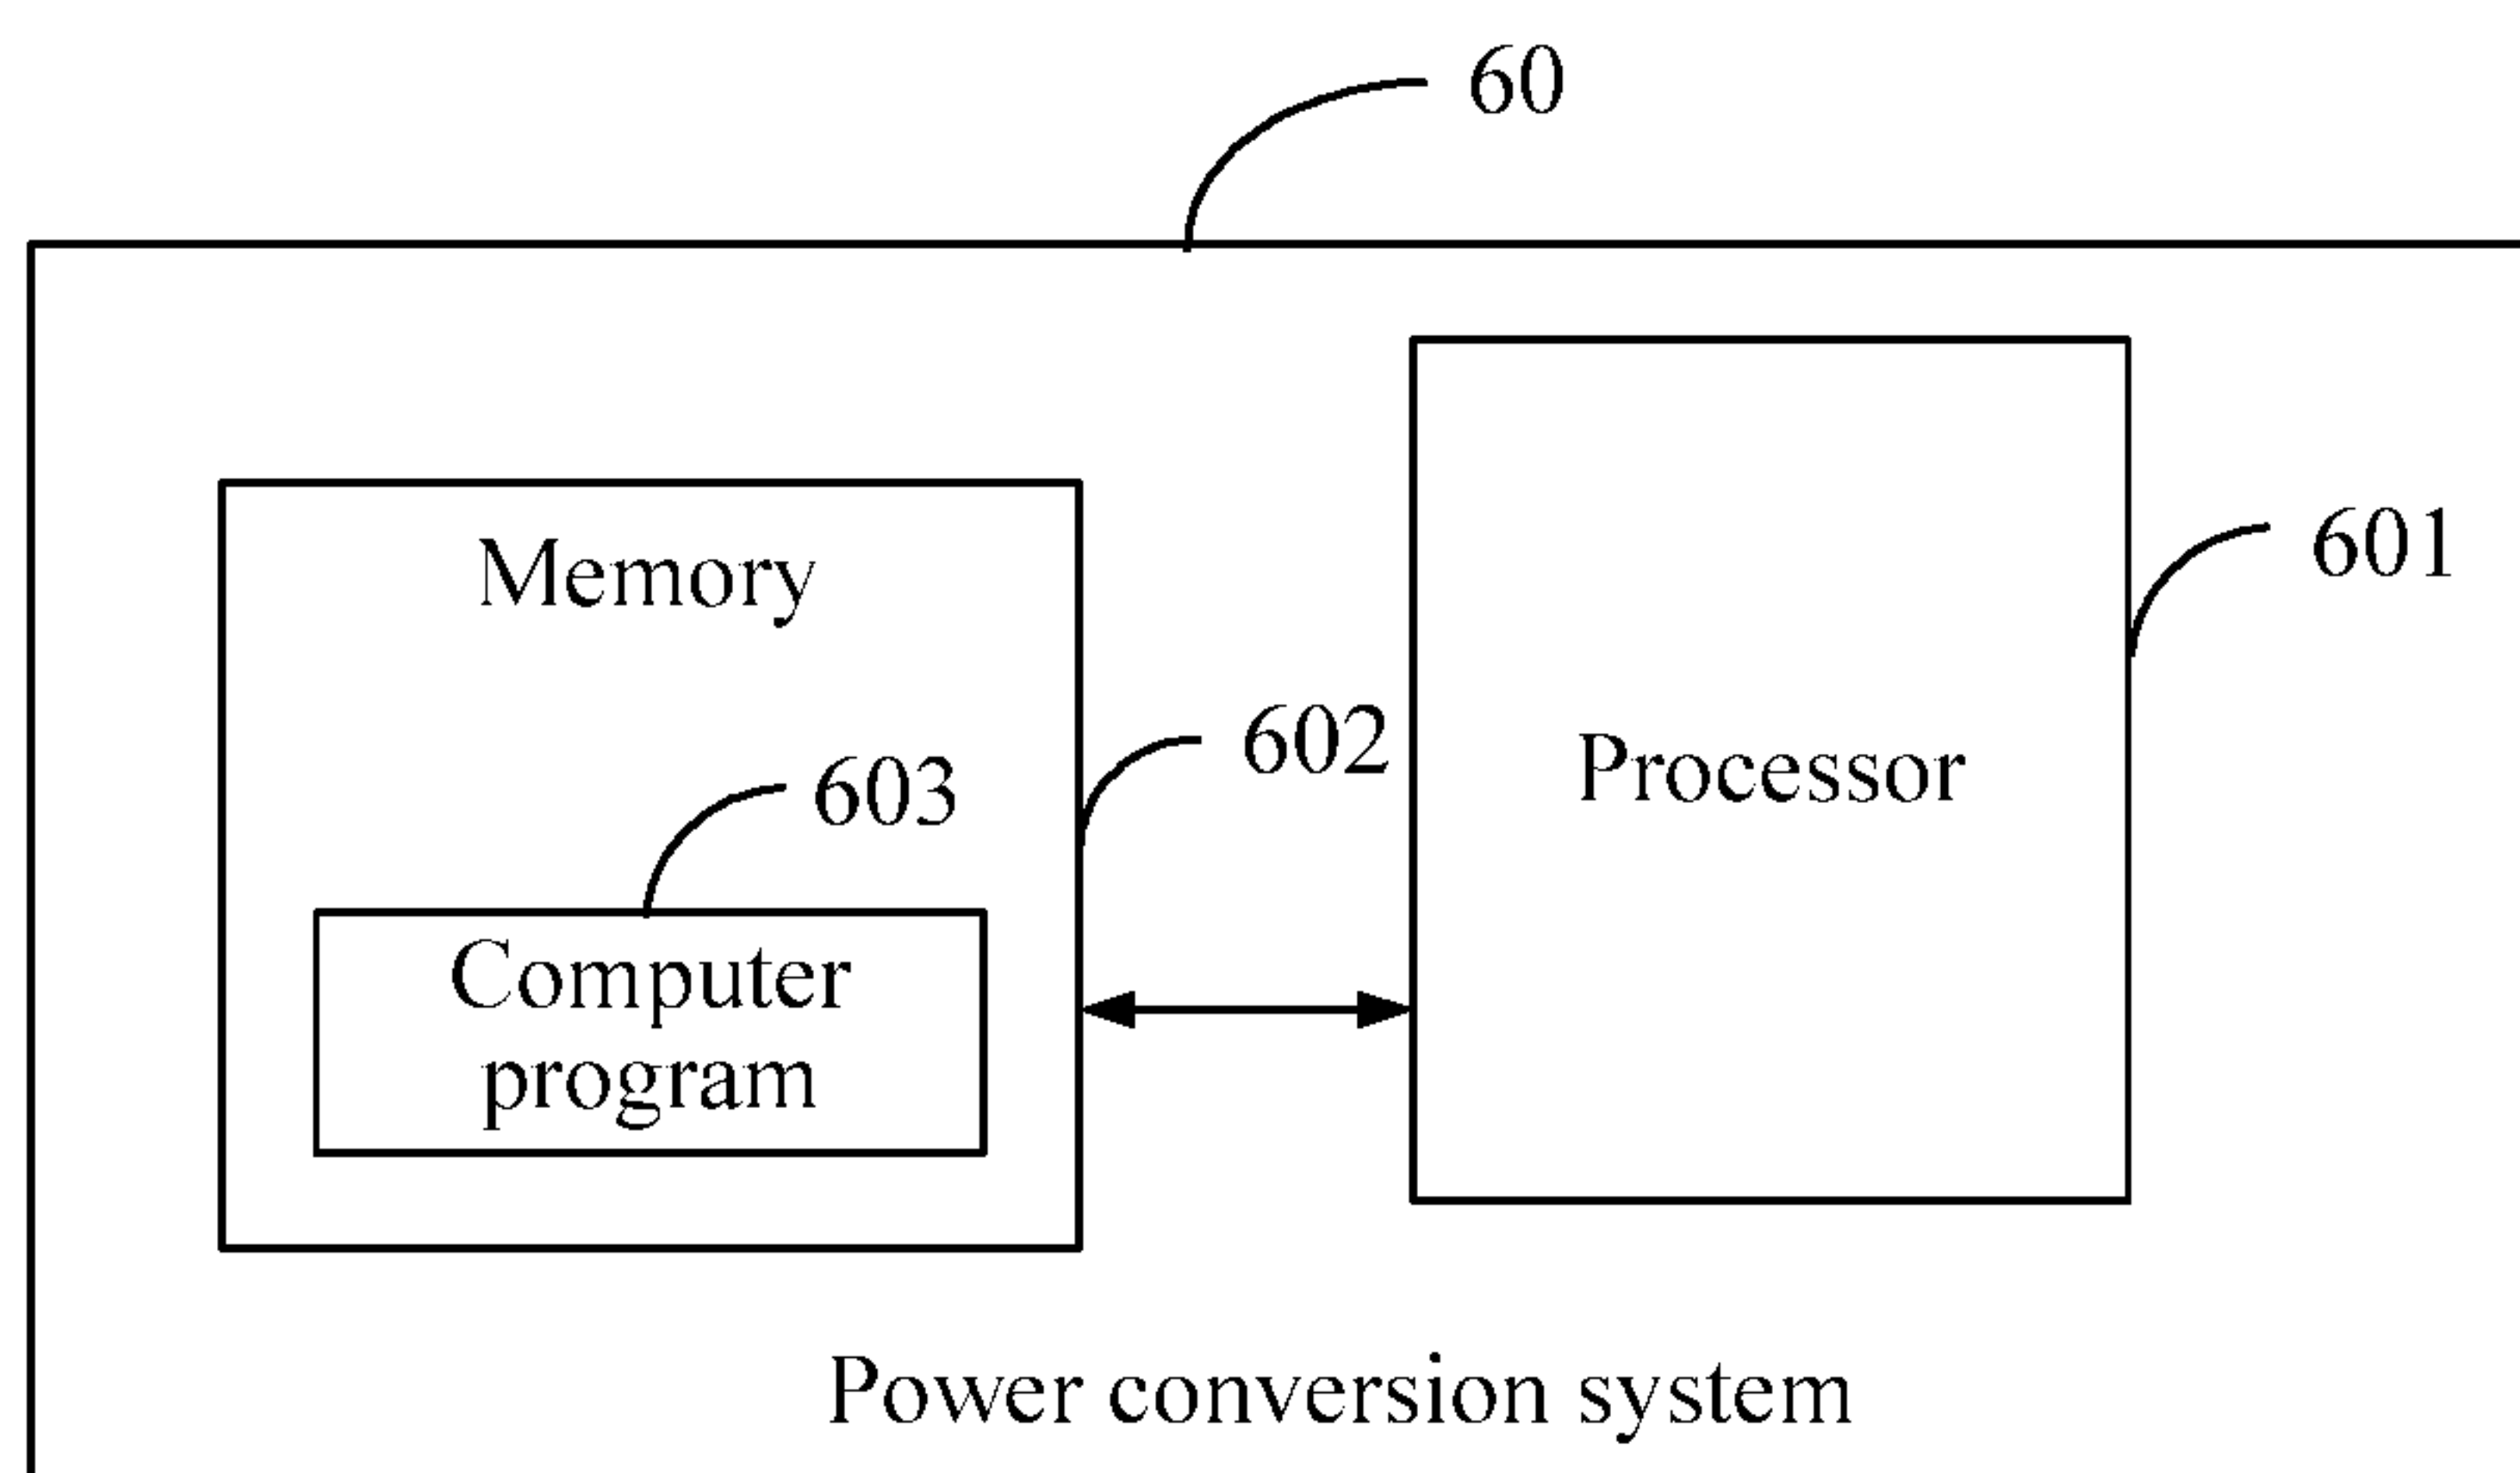 60
Memory
601
602
Processor
603
Computer
program
Power conversion system